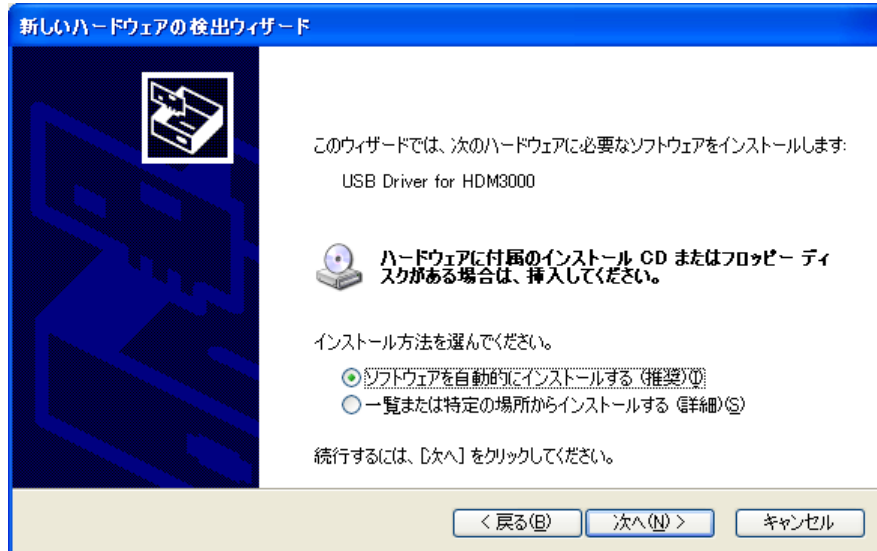 新しいハードウェアの検出ウィザード
このウィザードでは、次のハードウェアに必要なソフトウェアをインストールします:
USB Driver for HDM3000
ハードウェアに付属のインストール CD またはフロッピー ディ
スクがある場合は、挿入してください。
インストール方法を選んでください。
ソフトウェアを自動的にインストールする (推奨)(I)
一覧または特定の場所からインストールする (詳細)(S)
続行するには、[次へ] をクリックしてください。
< 戻る(B)
次へ(N) >
キャンセル